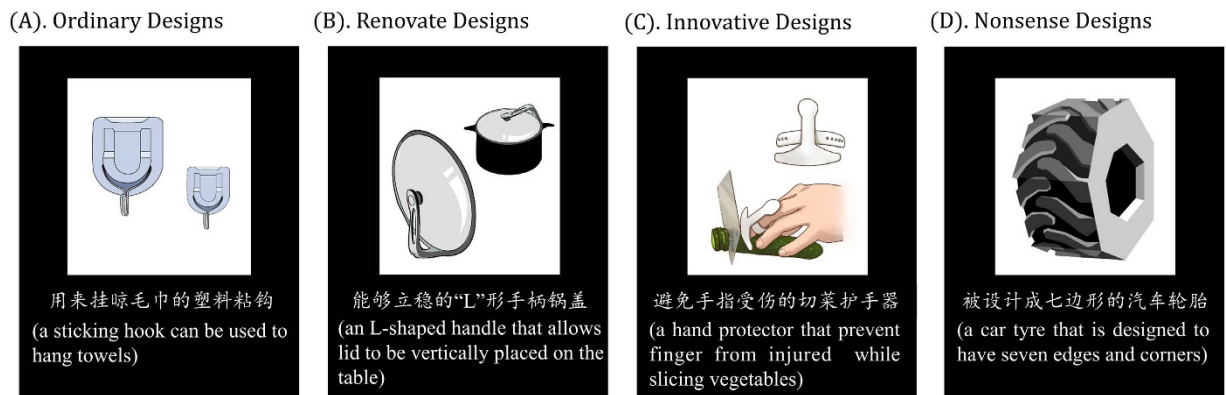 (A). Ordinary Designs
用来挂晾毛巾的塑料粘钩
(a sticking hook can be used to
hang towels)
(B). Renovate Designs
能够立稳的“L”形手柄锅盖
(an L-shaped handle that allows
lid to be vertically placed on the
table)
(C). Innovative Designs
避免手指受伤的切菜护手器
(a hand protector that prevent
finger from injured while
slicing vegetables)
(D). Nonsense Designs
被设计成七边形的汽车轮胎
(a car tyre that is designed to
have seven edges and corners)